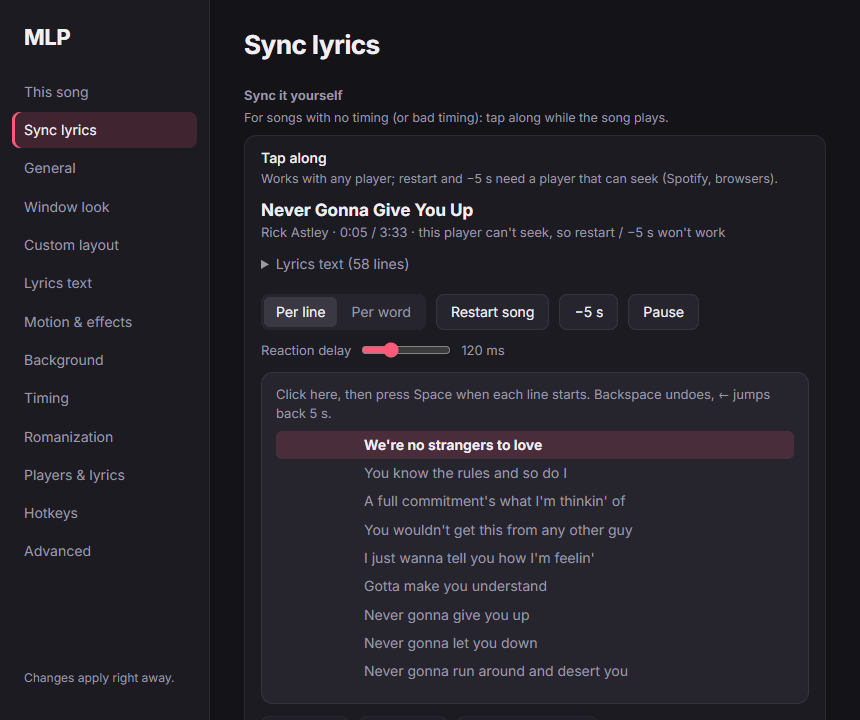 MLP
This song
Sync lyrics
General
Window look
Custom layout
Lyrics text
Motion & effects
Background
Timing
Romanization
Players & lyrics
Hotkeys
Advanced
Changes apply right away.
Sync lyrics
Sync it yourself
For songs with no timing (or bad timing): tap along while the song plays.
Tap along
Works with any player; restart and −5 s need a player that can seek (Spotify, browsers).
Never Gonna Give You Up
Rick Astley · 0:05 / 3:33 · this player can't seek, so restart / −5 s won't work
▶ Lyrics text (58 lines)
Per line Per word Restart song −5 s Pause
Reaction delay 120 ms
Click here, then press Space when each line starts. Backspace undoes, ← jumps
back 5 s.
We're no strangers to love
You know the rules and so do I
A full commitment's what I'm thinkin' of
You wouldn't get this from any other guy
I just wanna tell you how I'm feelin'
Gotta make you understand
Never gonna give you up
Never gonna let you down
Never gonna run around and desert you